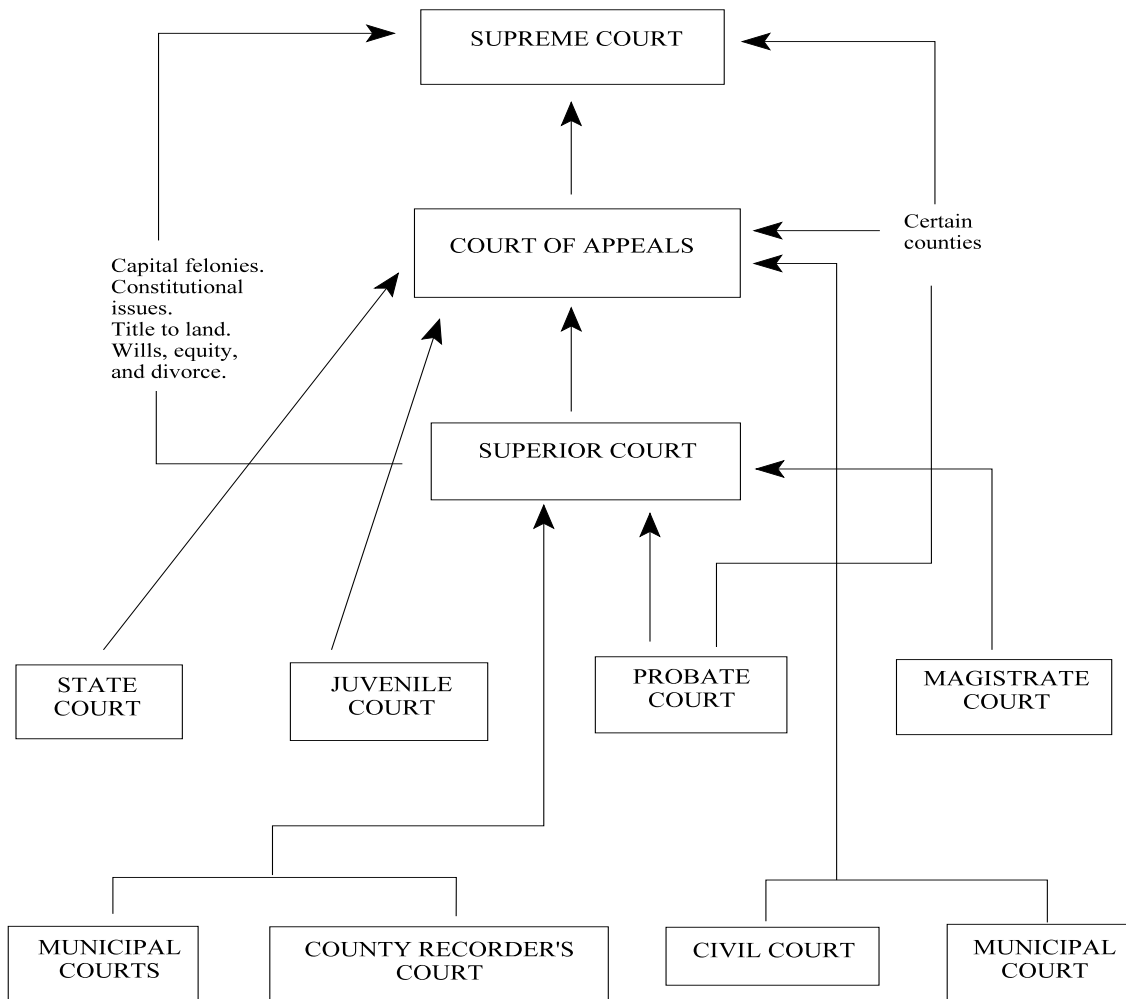 SUPREME COURT
Certain
counties
COURT OF APPEALS
Capital felonies.
Constitutional
issues.
Title to land.
Wills, equity,
and divorce.
SUPERIOR COURT
STATE
COURT
JUVENILE
COURT
PROBATE
COURT
MAGISTRATE
COURT
MUNICIPAL
COURTS
COUNTY RECORDER'S
COURT
CIVIL COURT
MUNICIPAL
COURT